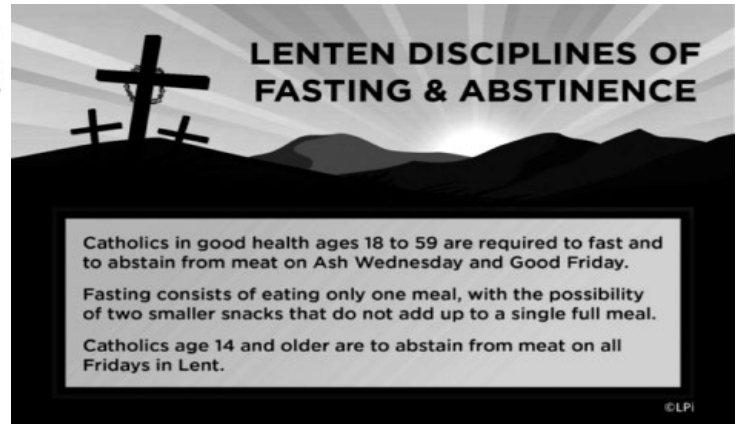 LENTEN DISCIPLINES OF
FASTING & ABSTINENCE
Catholics in good health ages 18 to 59 are required to fast and
to abstain from meat on Ash Wednesday and Good Friday.
Fasting consists of eating only one meal, with the possibility
of two smaller snacks that do not add up to a single full meal.
Catholics age 14 and older are to abstain from meat on all
Fridays in Lent.
©LPi